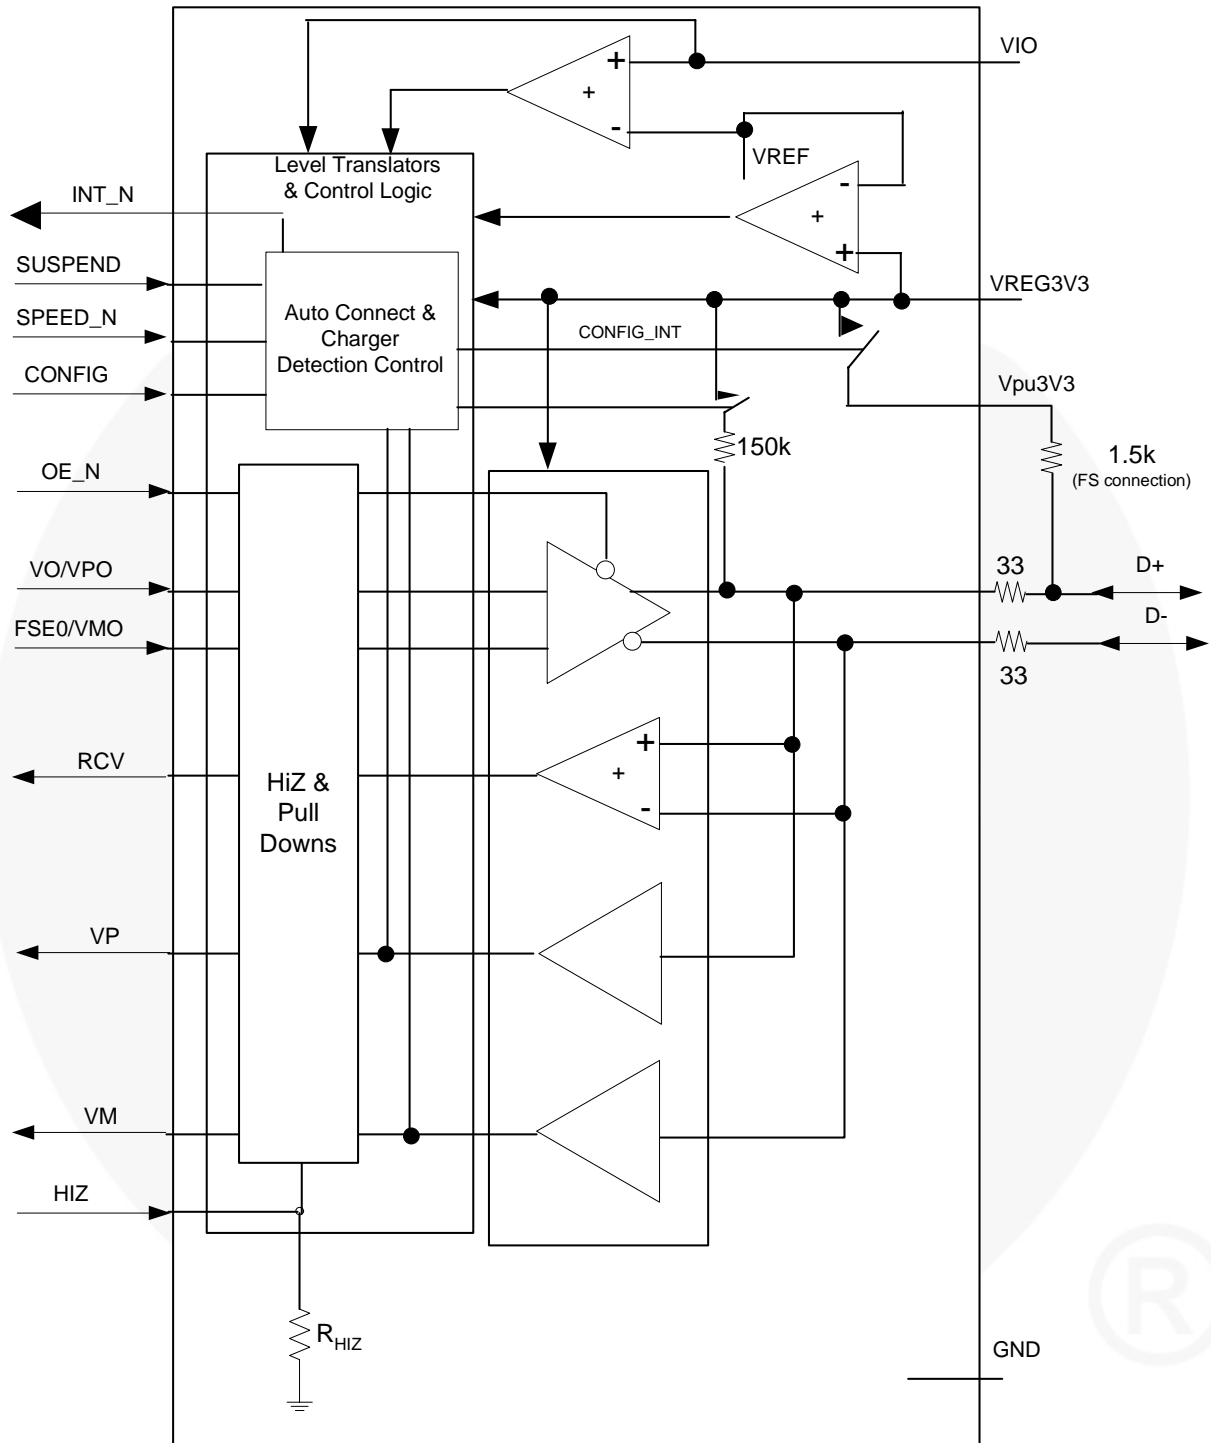 VIO
+
+
-
VREF
Level Translators
& Control Logic
-
+
+
INT_N
SUSPEND
VREG3V3
SPEED_N
Auto Connect &
Charger
Detection Control
CONFIG_INT
CONFIG
Vpu3V3
150k
1.5k
(FS connection)
OE_N
VO/VPO
33
D+
FSE0/VMO
D-
33
RCV
+
+
-
HiZ &
Pull
Downs
VP
VM
HIZ
RHIZ
GND
®